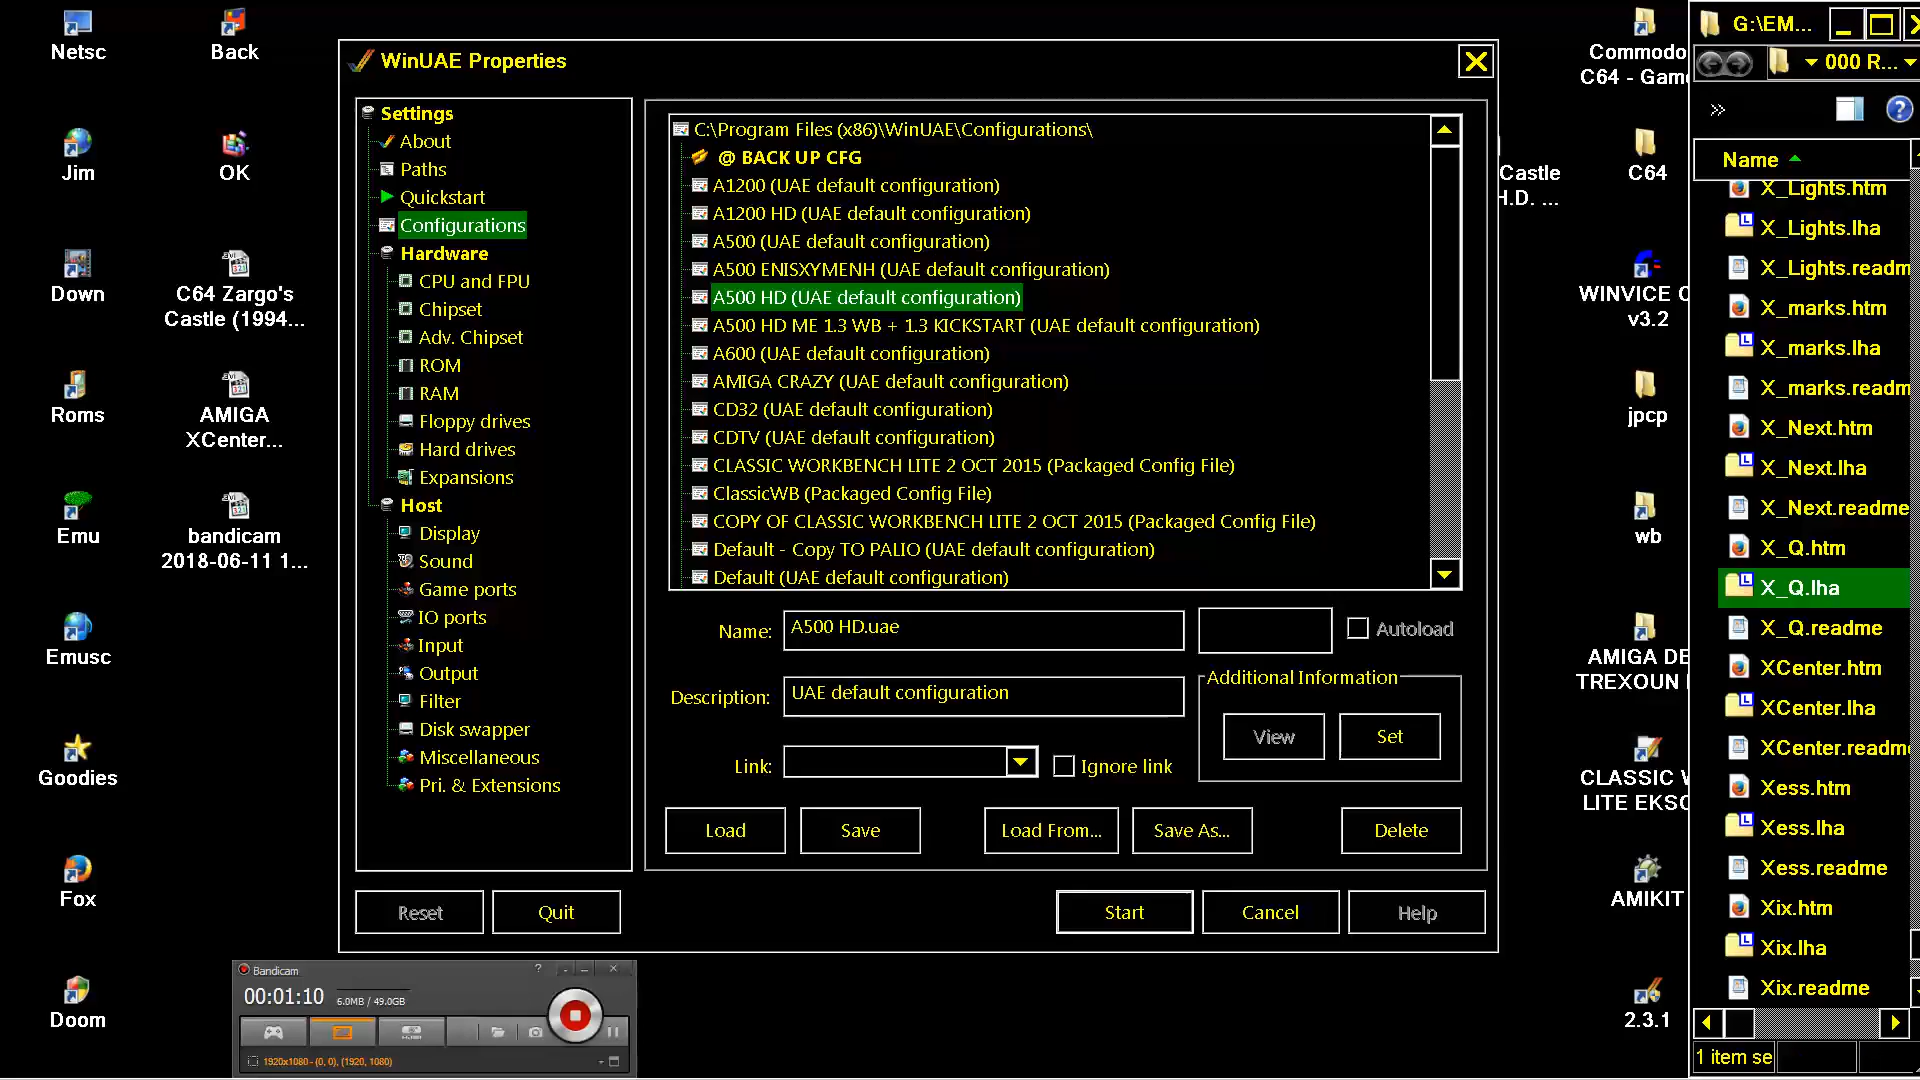 Netsc
Back
Jim
OK
Down
C64 Zargo's
Castle (1994...
Roms
AMIGA
XCenter...
Emu
bandicam
2018-06-11 1...
Emusc
Goodies
Fox
Doom
WinUAE Properties
Settings
About
Paths
Quickstart
Configurations
Hardware
CPU and FPU
Chipset
Adv. Chipset
ROM
RAM
Floppy drives
Hard drives
Expansions
Host
Display
Sound
Game ports
IO ports
Input
Output
Filter
Disk swapper
Miscellaneous
Pri. & Extensions
C:\Program Files (x86)\WinUAE\Configurations\
@ BACK UP CFG
A1200 (UAE default configuration)
A1200 HD (UAE default configuration)
A500 (UAE default configuration)
A500 ENISXYMENH (UAE default configuration)
A500 HD (UAE default configuration)
A500 HD ME 1.3 WB + 1.3 KICKSTART (UAE default configuration)
A600 (UAE default configuration)
AMIGA CRAZY (UAE default configuration)
CD32 (UAE default configuration)
CDTV (UAE default configuration)
CLASSIC WORKBENCH LITE 2 OCT 2015 (Packaged Config File)
ClassicWB (Packaged Config File)
COPY OF CLASSIC WORKBENCH LITE 2 OCT 2015 (Packaged Config File)
Default - Copy TO PALIO (UAE default configuration)
Default (UAE default configuration)
Name: A500 HD.uae
Autoload
Description: UAE default configuration
Additional Information
View Set
Link:
Ignore link
Load Save Load From... Save As... Delete
Reset Quit Start Cancel Help
Bandicam
00:01:10 6.0MB / 49.0GB
1920x1080 - (0, 0), (1920, 1080)
Commodo
C64 - Game
Castle
H.D. ...
C64
WINVICE C
v3.2
jpcp
wb
AMIGA DE
TREXOUN
CLASSIC W
LITE EKSC
AMIKIT
2.3.1
G:\EM...
000 R...
»
Name
X_Lights.htm
X_Lights.lha
X_Lights.readm
X_marks.htm
X_marks.lha
X_marks.readm
X_Next.htm
X_Next.lha
X_Next.readme
X_Q.htm
X_Q.lha
X_Q.readme
XCenter.htm
XCenter.lha
XCenter.readme
Xess.htm
Xess.lha
Xess.readme
Xix.htm
Xix.lha
Xix.readme
1 item se